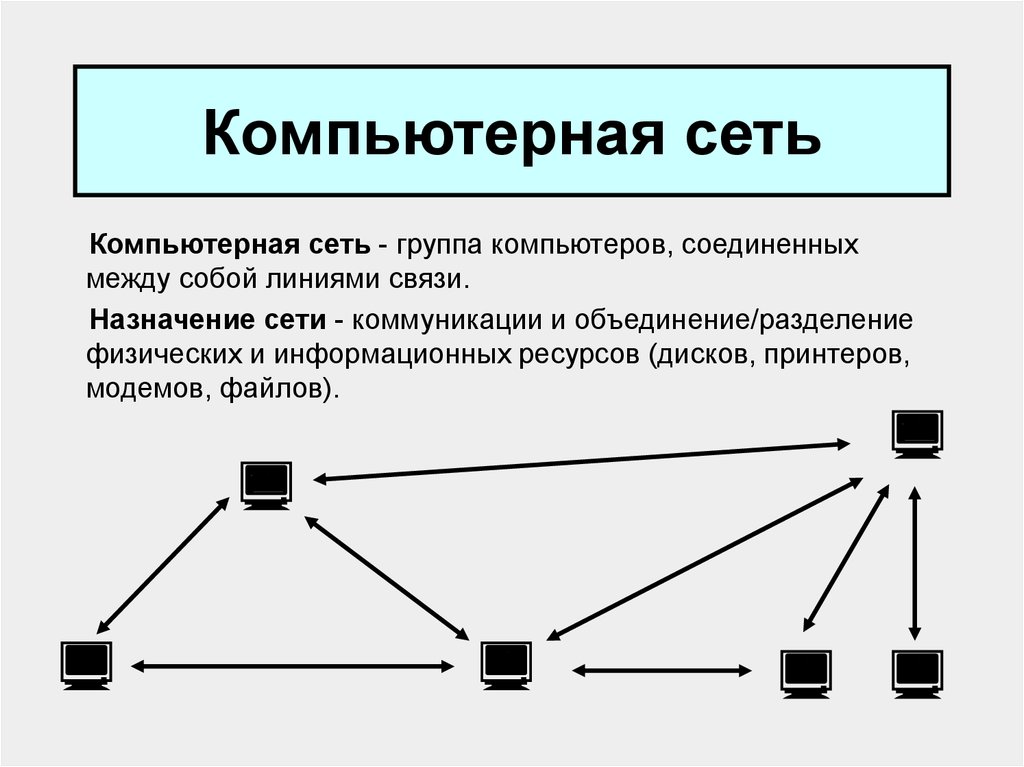 Компьютерная сеть
Компьютерная сеть - группа компьютеров, соединенных
между собой линиями связи.
Назначение сети - коммуникации и объединение/разделение
физических и информационных ресурсов (дисков, принтеров,
модемов, файлов).